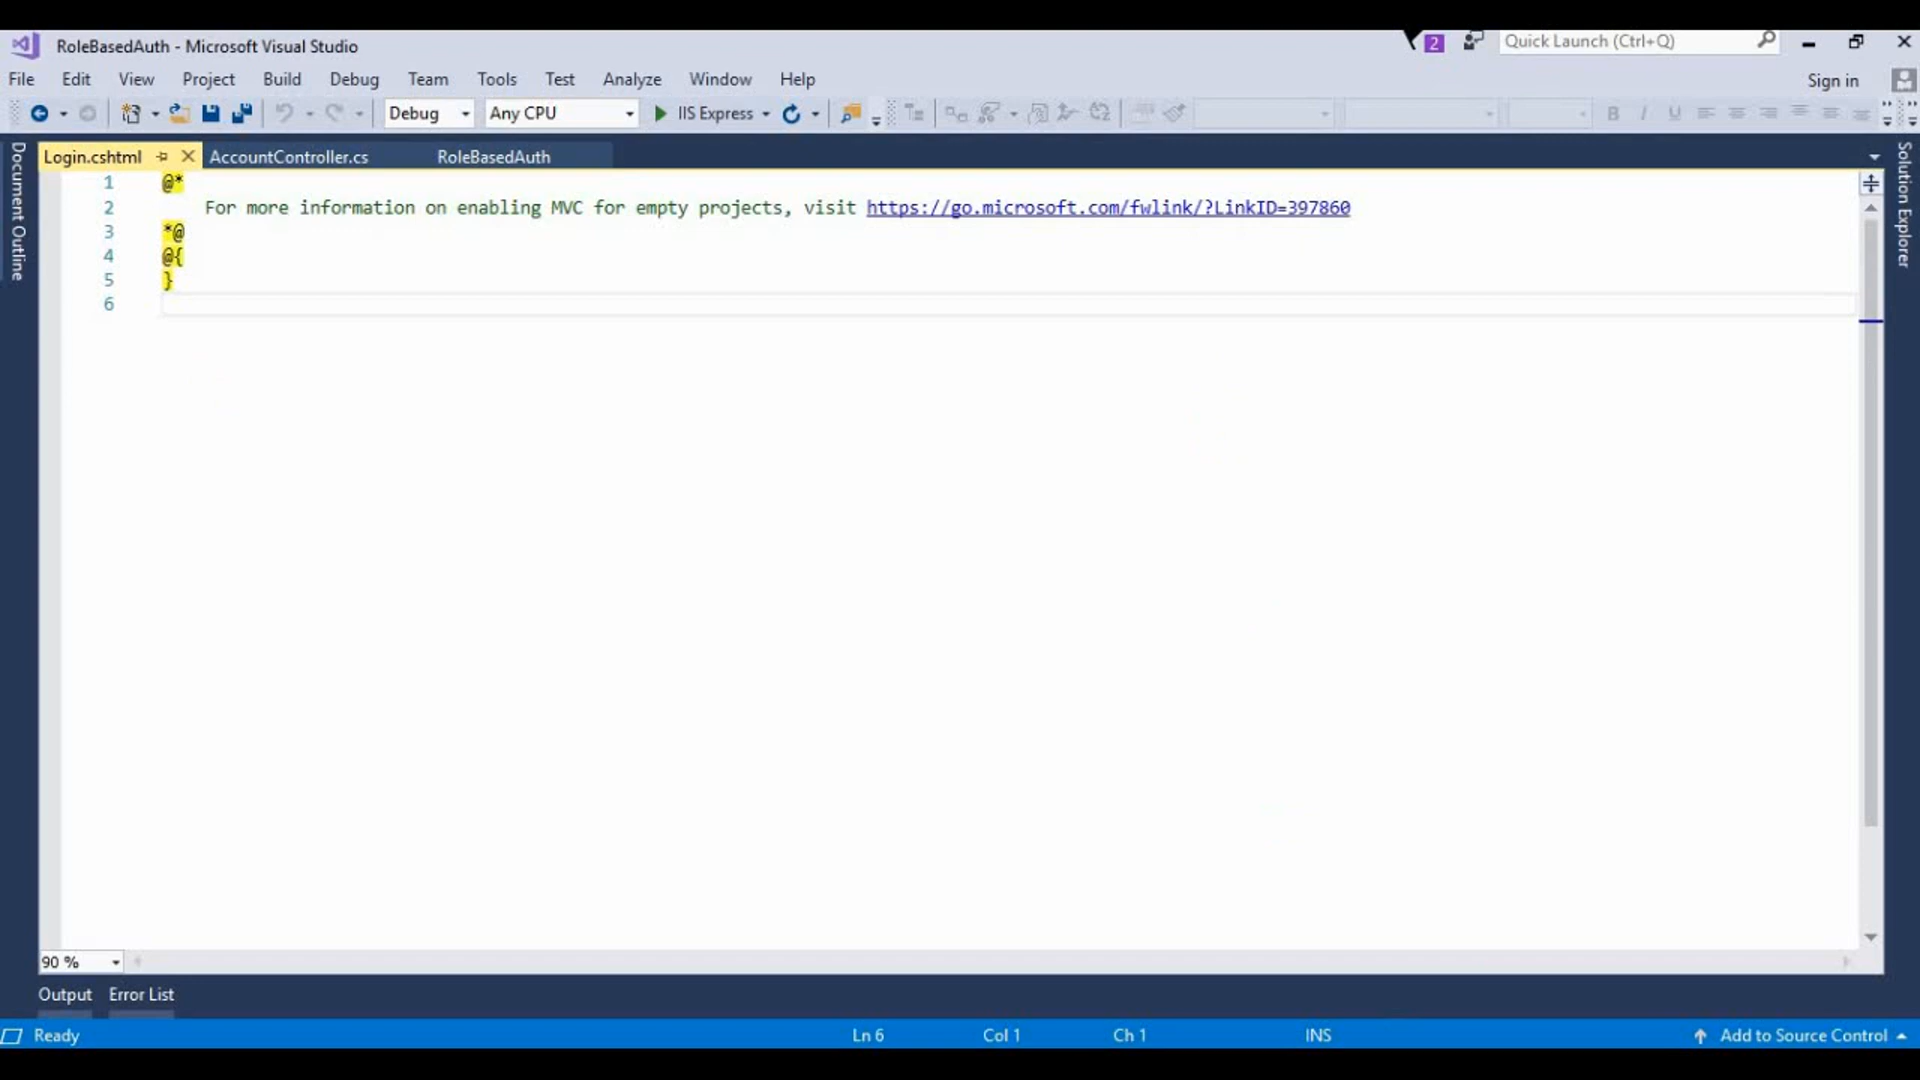 RoleBasedAuth - Microsoft Visual Studio
2
Quick Launch (Ctrl+Q)
File Edit View Project Build Debug Team Tools Test Analyze Window Help
Sign in
Debug Any CPU IIS Express B I U
Login.cshtml AccountController.cs RoleBasedAuth
Document Outline
Solution Explorer
1 @*
2 For more information on enabling MVC for empty projects, visit https://go.microsoft.com/fwlink/?LinkID=397860
3 *@
4 @{
5 }
6
90 %
Output Error List
Ready Ln 6 Col 1 Ch 1 INS Add to Source Control